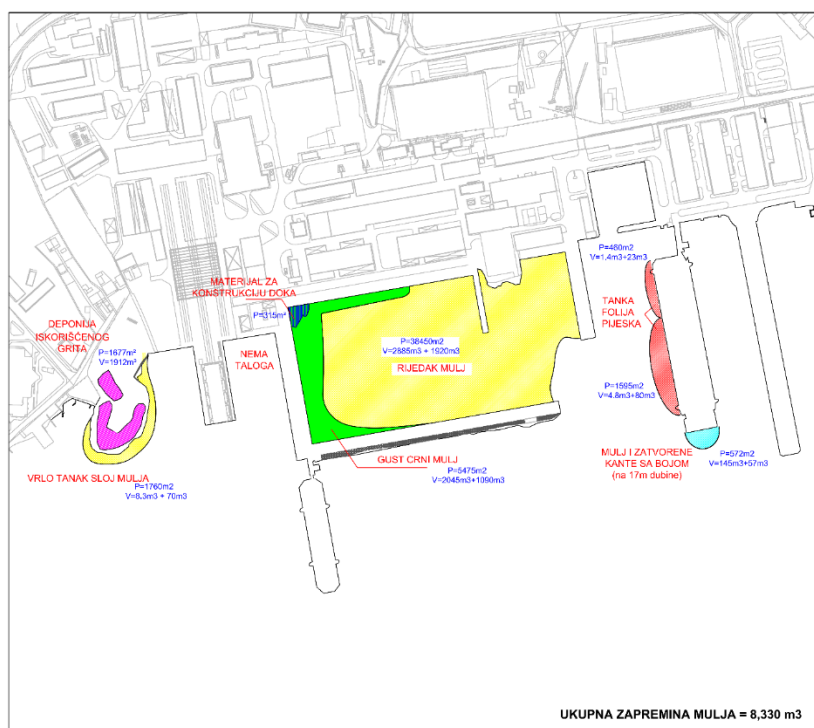 P=460m2
V=1.4m3+23m3
MATERIJAL ZA
KONSTRUKCIJU DOKA
P=315m²
TANKA
FOLIJA
PIJESKA
DEPONIJA
ISKORIŠČENOG
GRITA
P=1677m²
V=1912m³
NEMA
TALOGA
P=38450m2
V=2885m3 + 1920m3
RIJEDAK MULJ
P=1595m2
V=4.8m3+80m3
GUST CRNI MULJ
P=5475m2
V=2045m3+1090m3
MULJ I ZATVORENE
KANTE SA BOJOM
(na 17m dubine)
P=572m2
V=145m3+57m3
VRLO TANAK SLOJ MULJA
P=1760m2
V=8.3m3 + 70m3
UKUPNA ZAPREMINA MULJA = 8,330 m3